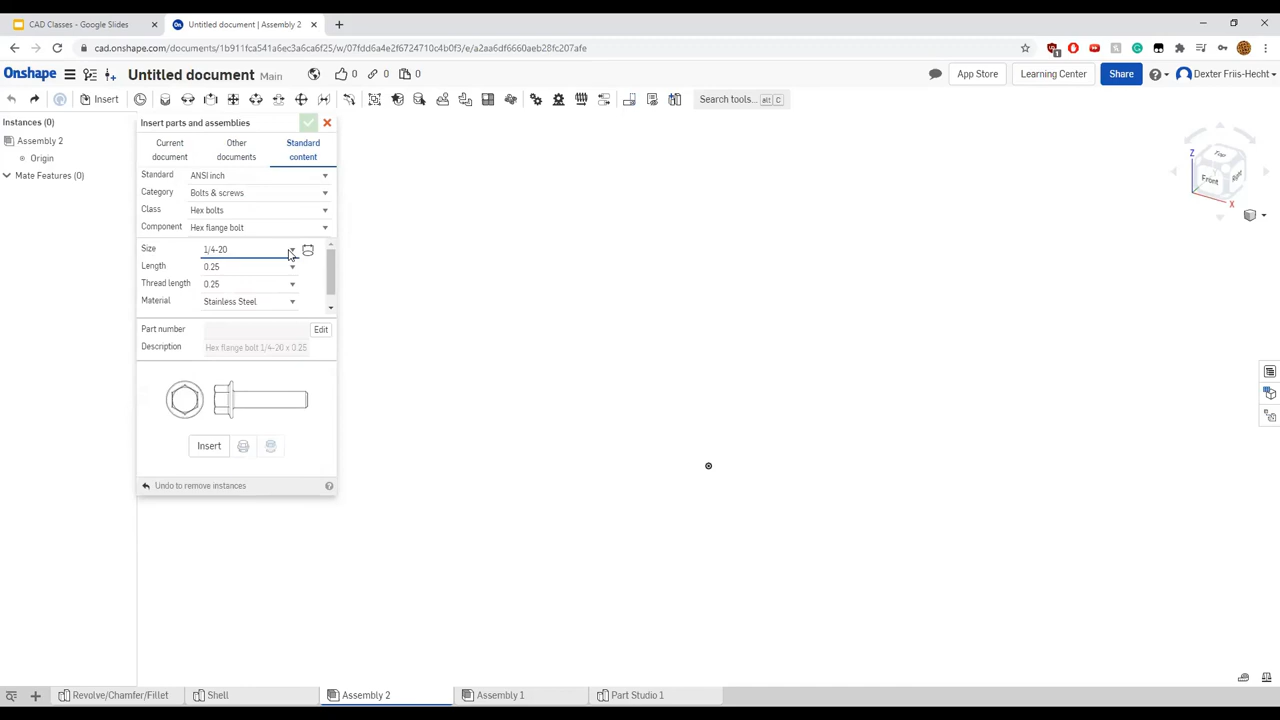 CAD Classes - Google Slides
Untitled document | Assembly 2
cad.onshape.com/documents/1b911fca541a6ec3a6ca6f25/w/07fdd6a4e2f6724710c4b0f3/e/a2aa6df6660aeb28fc207afe
Onshape Untitled document Main 0 0 0 App Store Learning Center Share Dexter Friis-Hecht
Insert Search tools... alt C
Instances (0)
Assembly 2
Origin
Mate Features (0)
Insert parts and assemblies
Current document
Other documents
Standard content
Standard ANSI inch
Category Bolts & screws
Class Hex bolts
Component Hex flange bolt
Size 1/4-20
Length 0.25
Thread length 0.25
Material Stainless Steel
Part number Edit
Description Hex flange bolt 1/4-20 x 0.25
Insert
Undo to remove instances
Z
Top
Front
Right
X
Revolve/Chamfer/Fillet Shell Assembly 2 Assembly 1 Part Studio 1